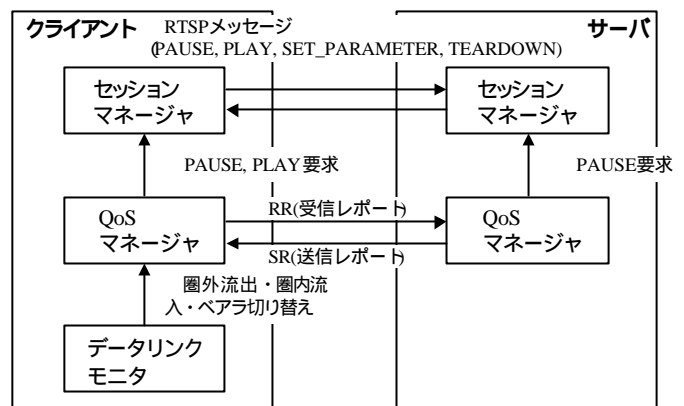 クライアント
RTSPメッセージ
サーバ
(PAUSE, PLAY, SET_PARAMETER, TEARDOWN)
セッション
マネージャ
セッション
マネージャ
PAUSE, PLAY要求
PAUSE要求
QoS
マネージャ
RR(受信レポート)
SR(送信レポート)
QoS
マネージャ
圏外流出・圏内流
入・ベアラ切り替え
データリンク
モニタ